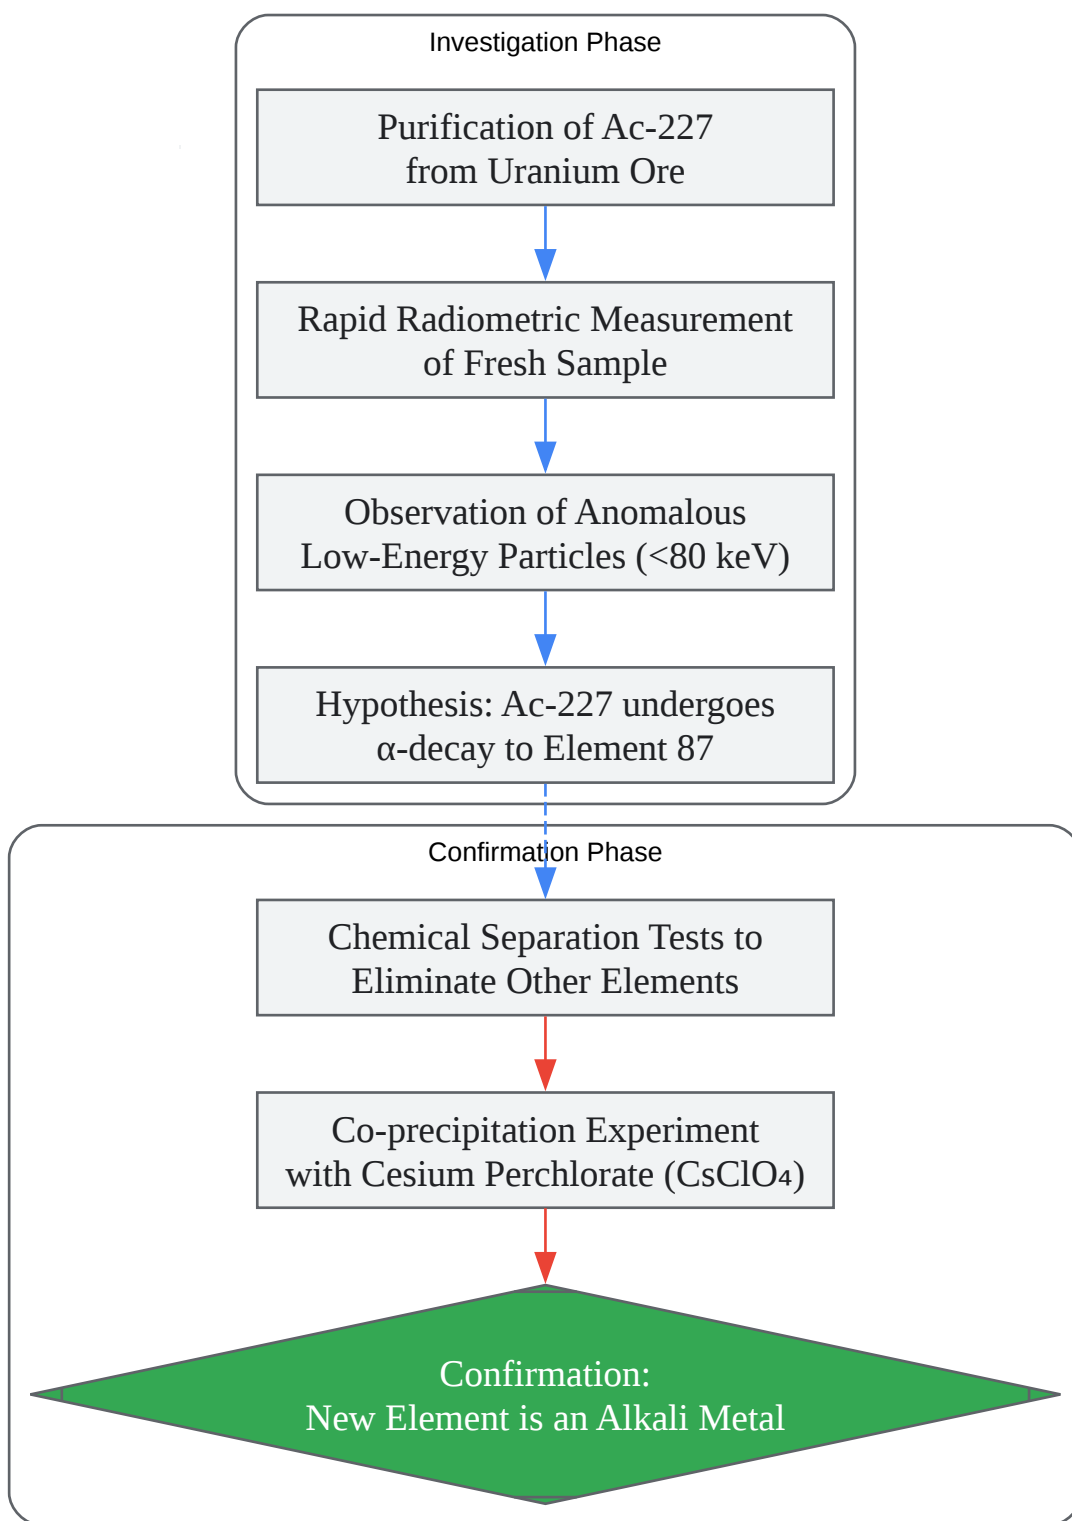 Investigation Phase
Purification of Ac-227
from Uranium Ore
Rapid Radiometric Measurement
of Fresh Sample
Observation of Anomalous
Low-Energy Particles (<80 keV)
Hypothesis: Ac-227 undergoes
α-decay to Element 87
Confirmation Phase
Chemical Separation Tests to
Eliminate Other Elements
Co-precipitation Experiment
with Cesium Perchlorate (CsClO₄)
Confirmation:
New Element is an Alkali Metal